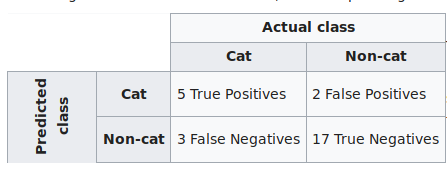 Actual class
Cat Non-cat
Predicted class
Cat 5 True Positives 2 False Positives
Non-cat 3 False Negatives 17 True Negatives